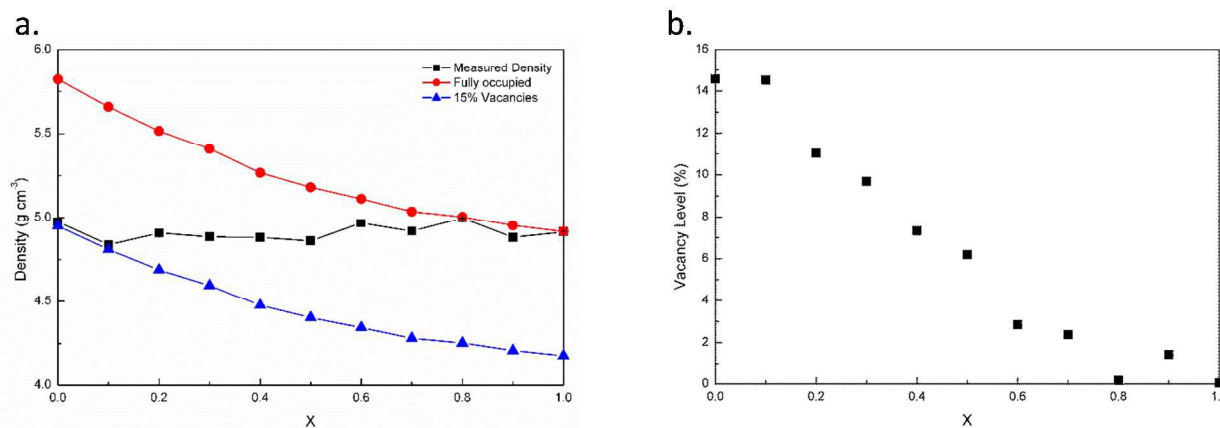 a.
6.0
5.5
5.0
4.5
4.0
0.0 0.2 0.4 0.6 0.8 1.0
X
Density (g cm⁻³)
Measured Density
Fully occupied
15% Vacancies
b.
16
14
12
10
8
6
4
2
0
0.0 0.2 0.4 0.6 0.8 1.
X
Vacancy Level (%)